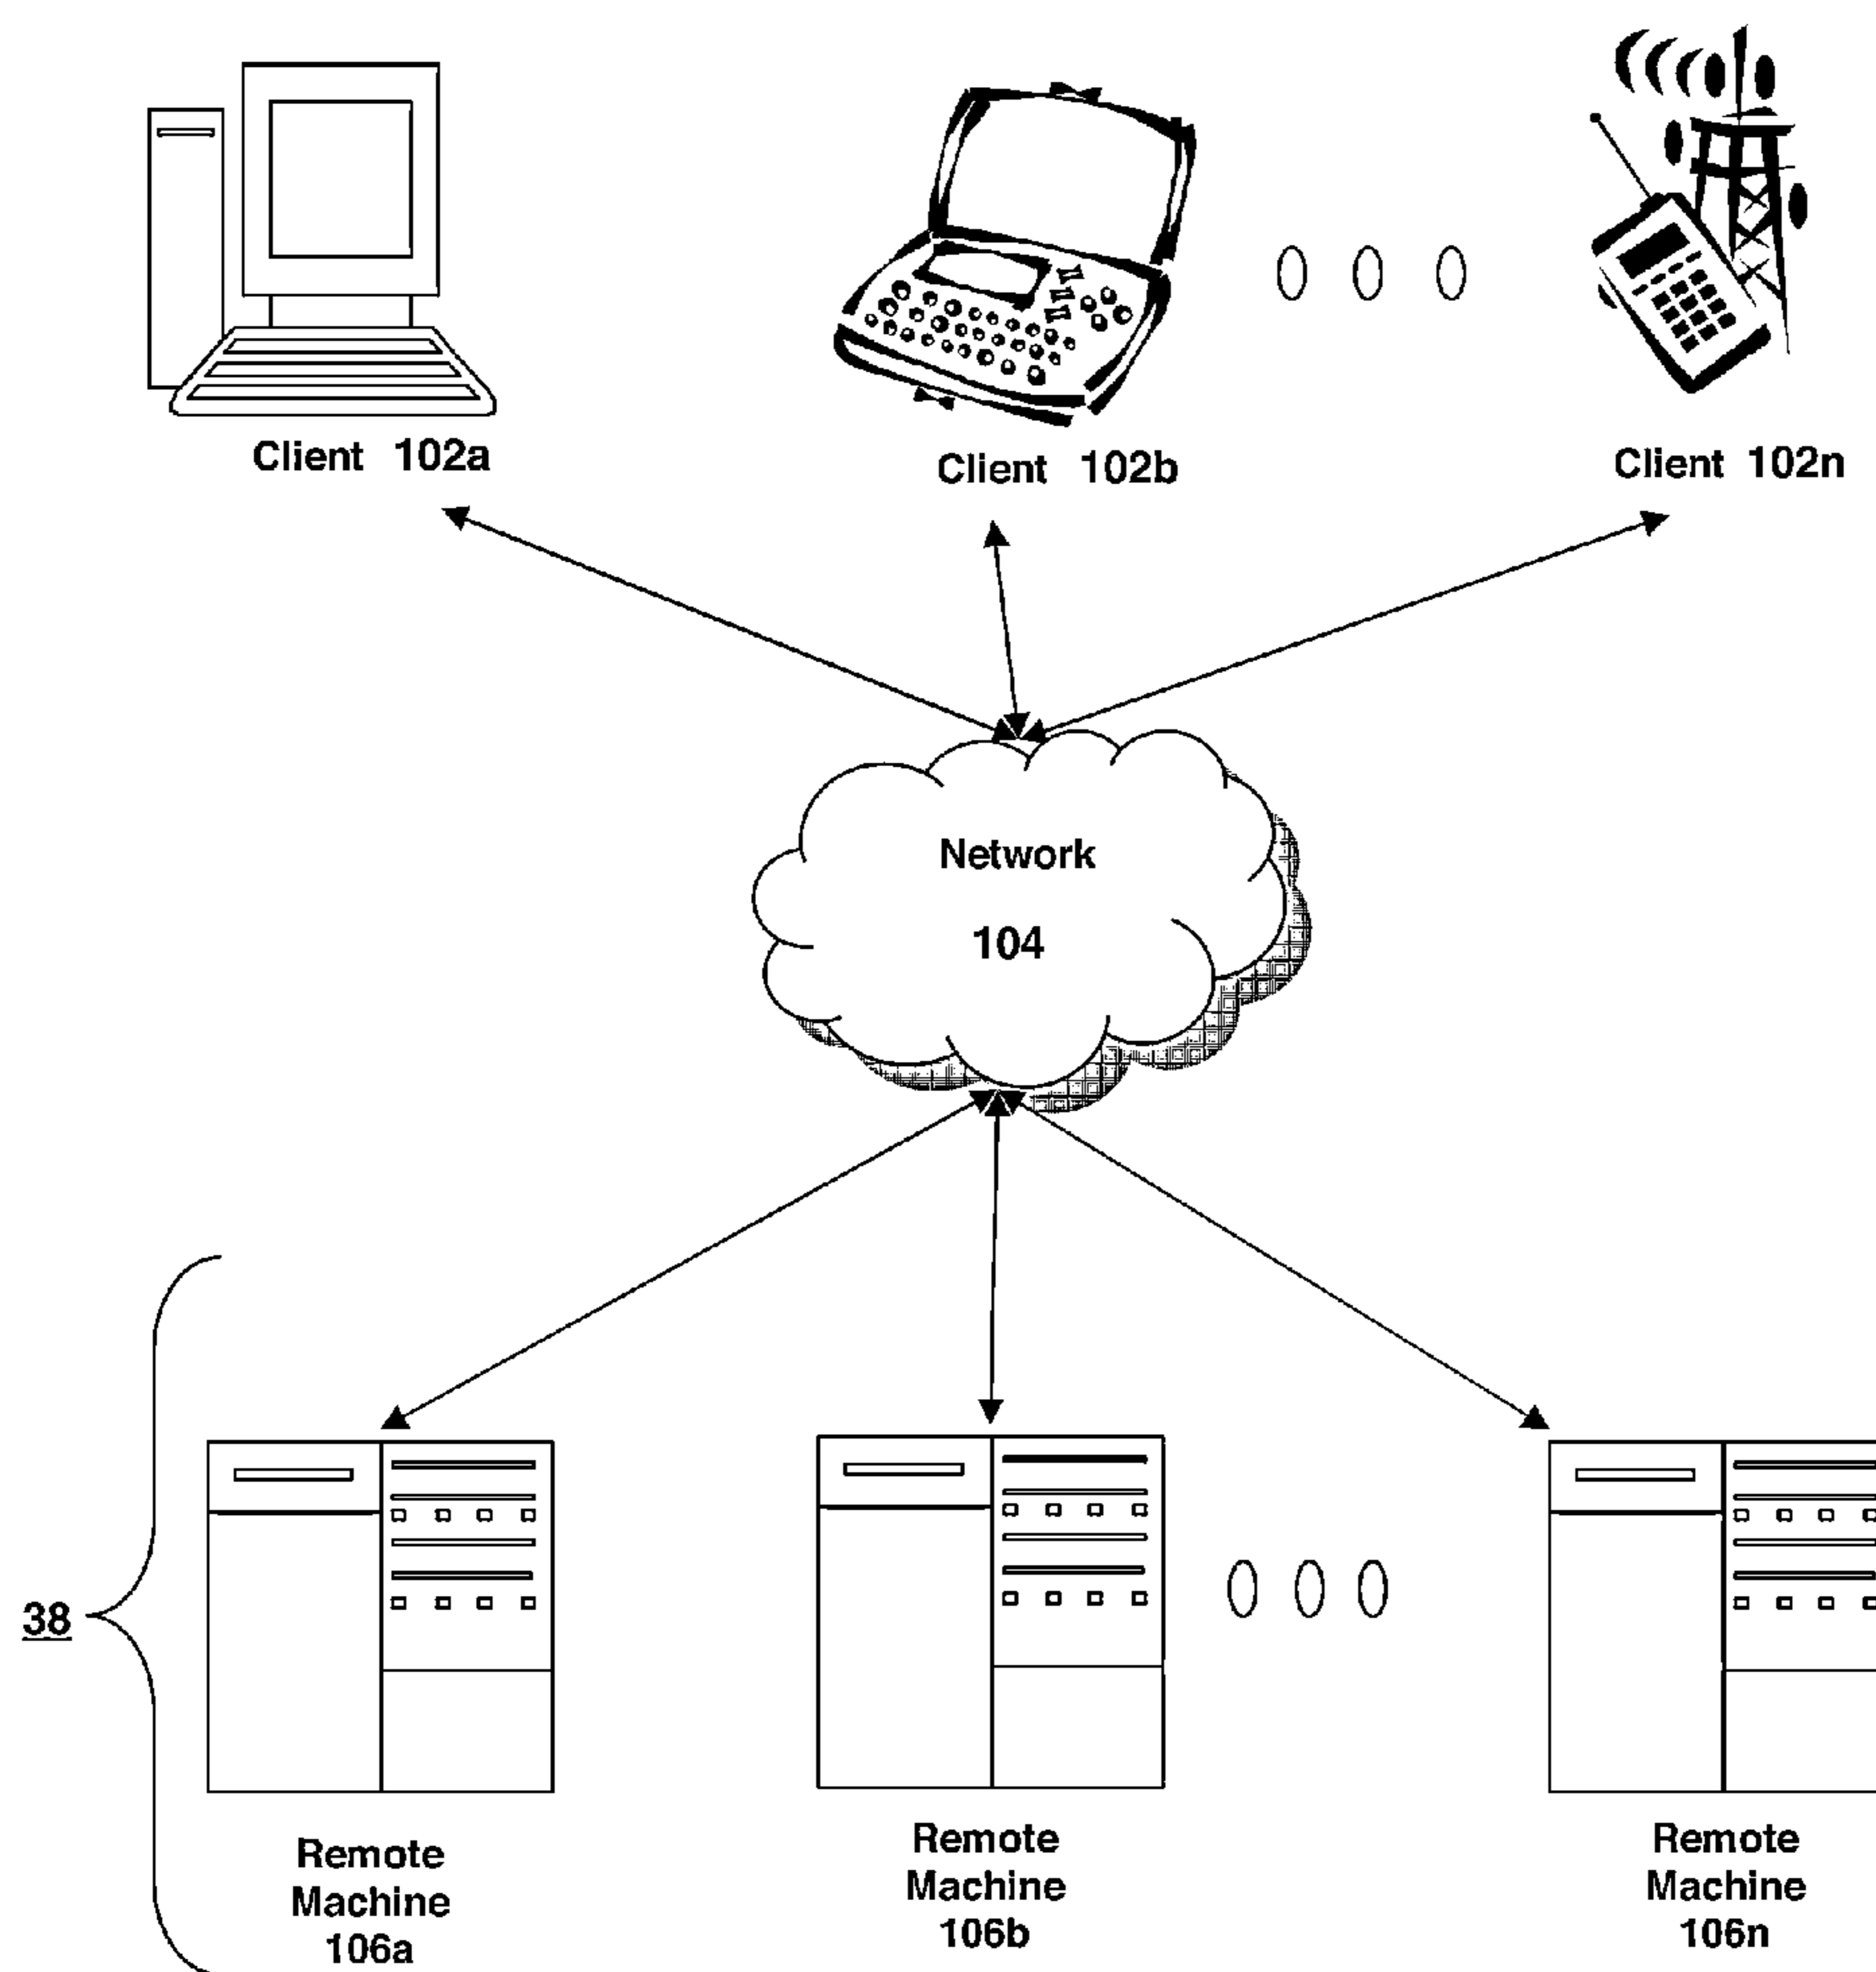 Client 102a
Client 102b
Client 102n
Network
104
38
Remote
Machine
106a
Remote
Machine
106b
Remote
Machine
106n